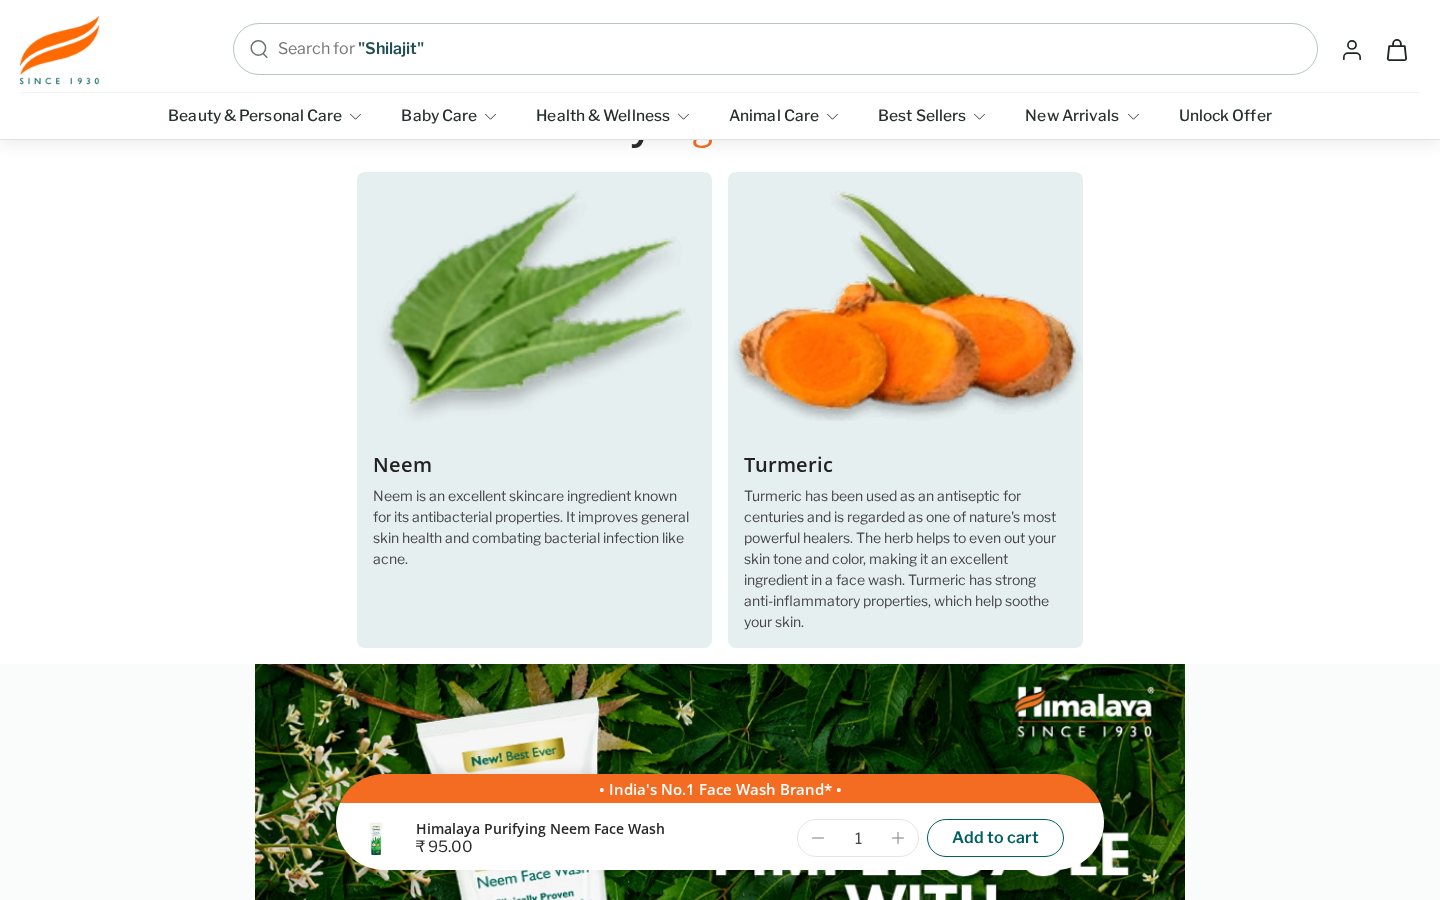 SINCE 1930
Search for "Shilajit"
Beauty & Personal Care
Baby Care
Health & Wellness
Animal Care
Best Sellers
New Arrivals
Unlock Offer
Neem
Neem is an excellent skincare ingredient known
for its antibacterial properties. It improves general
skin health and combating bacterial infection like
acne.
Turmeric
Turmeric has been used as an antiseptic for
centuries and is regarded as one of nature's most
powerful healers. The herb helps to even out your
skin tone and color, making it an excellent
ingredient in a face wash. Turmeric has strong
anti-inflammatory properties, which help soothe
your skin.
Himalaya®
SINCE 1930
New! Best Ever
• India's No.1 Face Wash Brand* •
Himalaya Purifying Neem Face Wash
₹ 95.00
1
Add to cart
Neem Face Wash
Clinically Proven
WITH